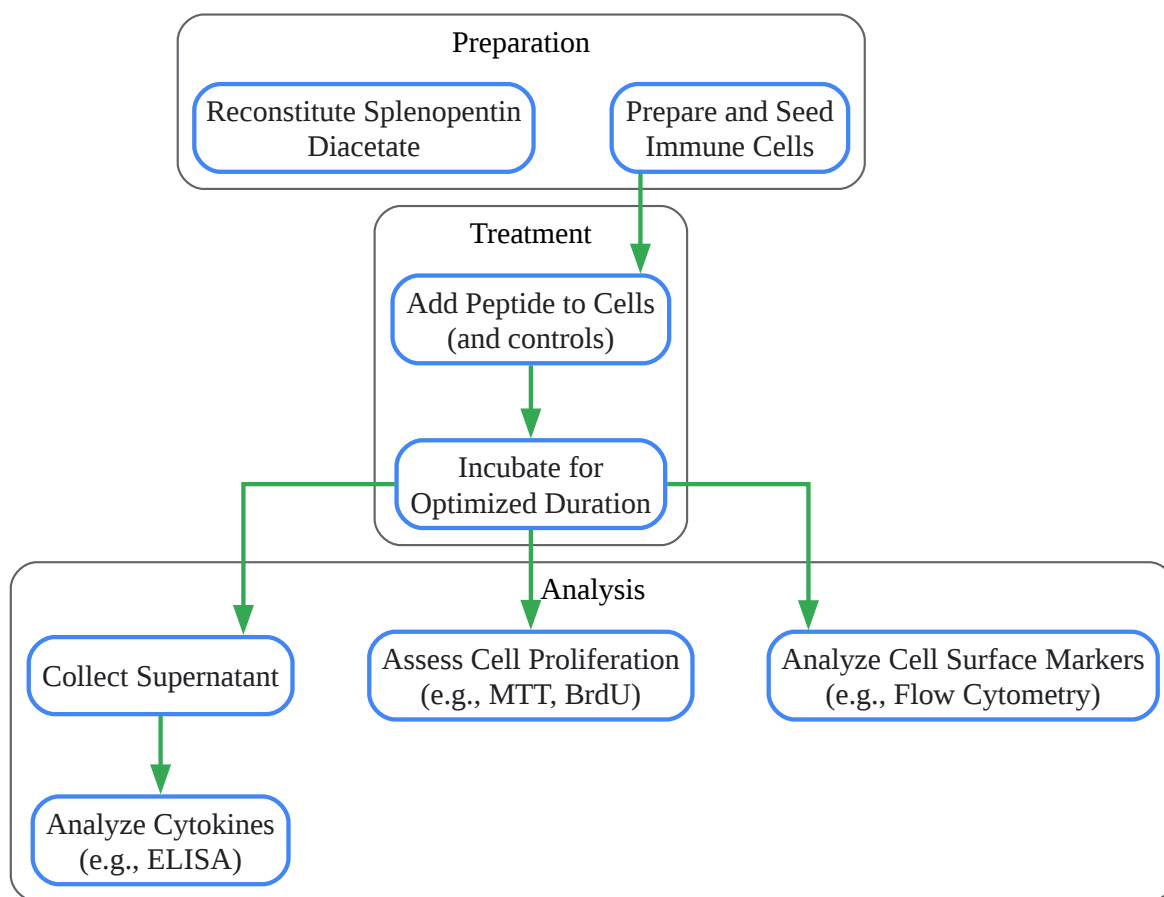 Preparation
Reconstitute Splenopentin
Diacetate
Prepare and Seed
Immune Cells
Treatment
Add Peptide to Cells
(and controls)
Incubate for
Optimized Duration
Analysis
Collect Supernatant
Assess Cell Proliferation
(e.g., MTT, BrdU)
Analyze Cell Surface Markers
(e.g., Flow Cytometry)
Analyze Cytokines
(e.g., ELISA)